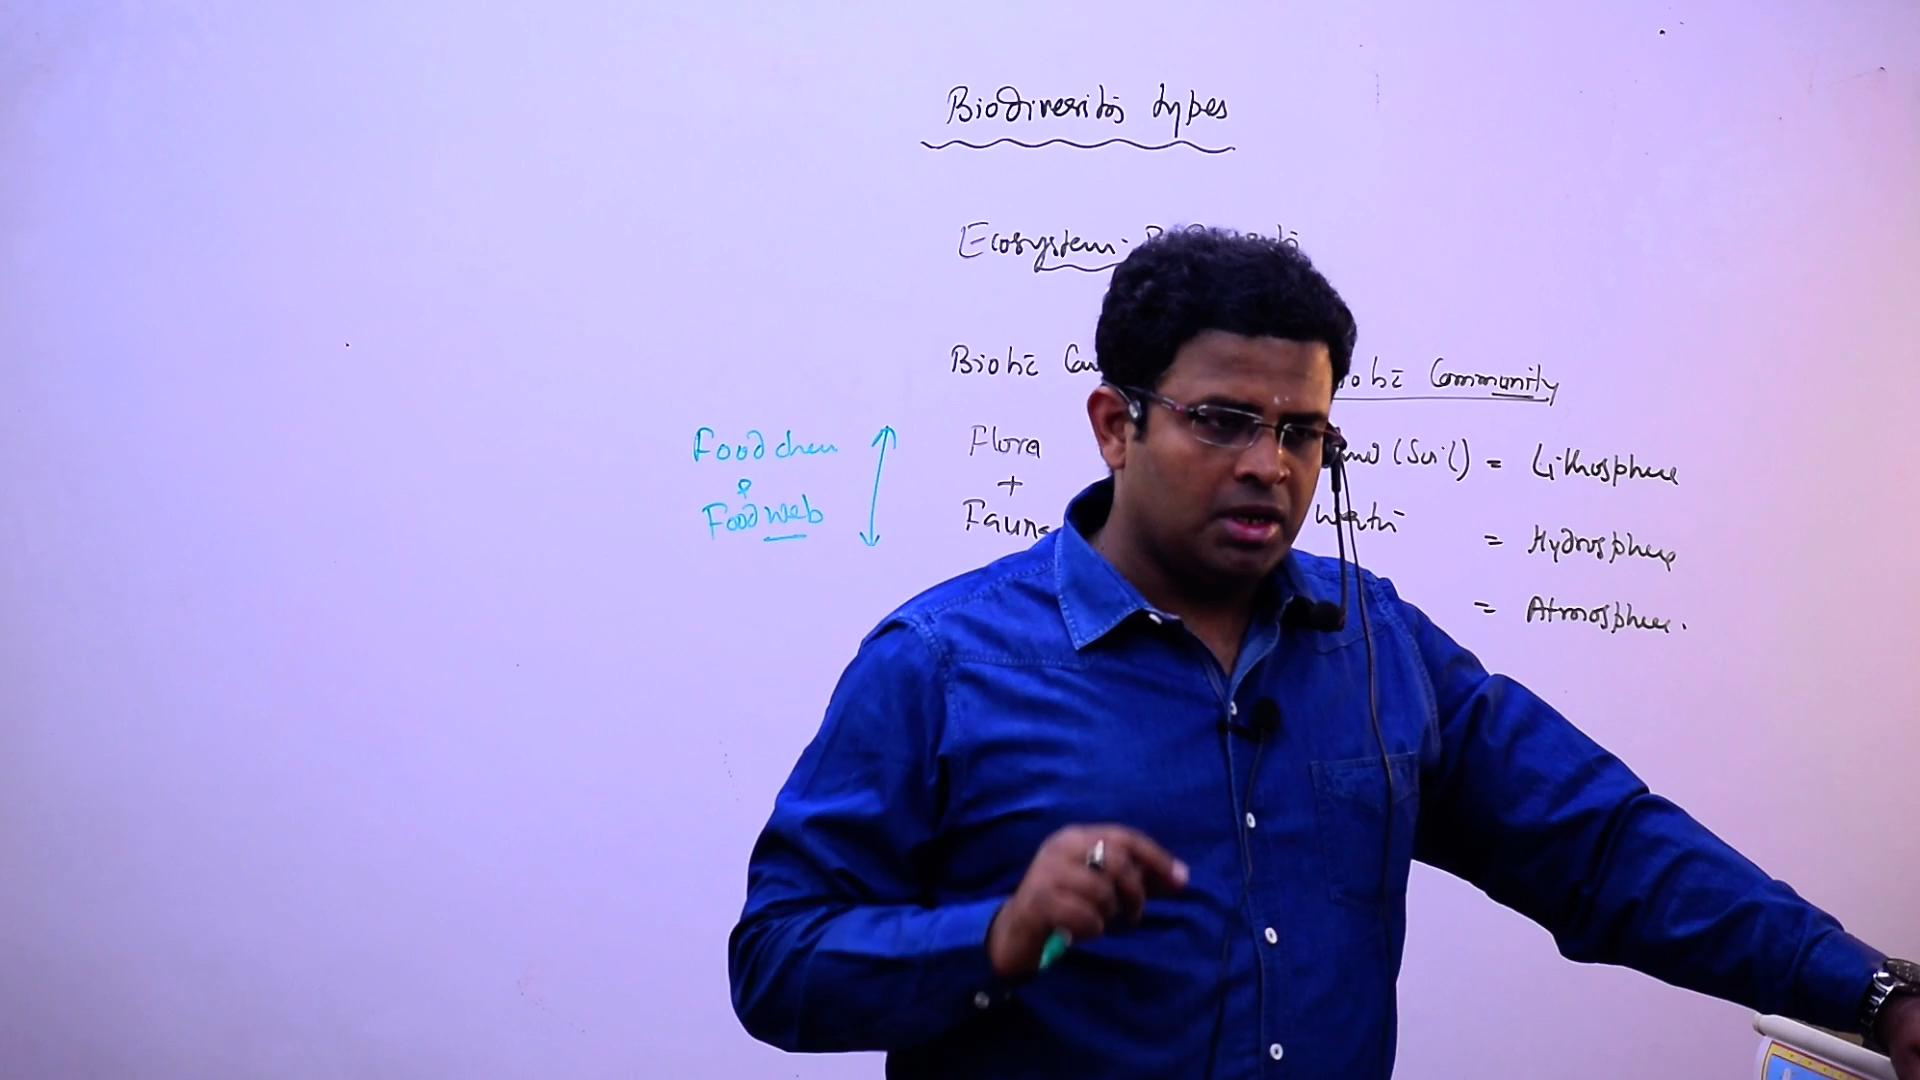 Biodiversity types
Ecosystem
Biotic
Community
Flora
+
Fauna
(Soil) = Lithosphere
= Hydrosphere
= Atmosphere.
Food chain
&
Food web